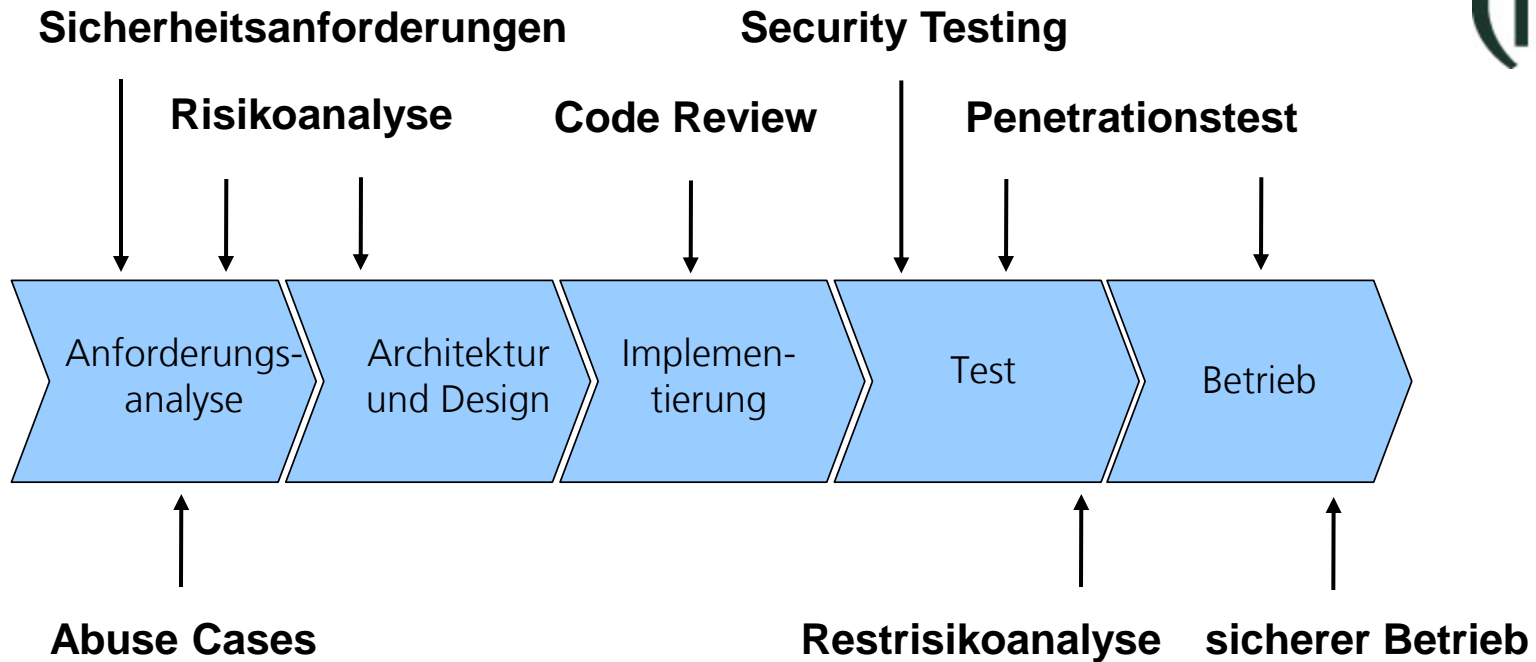 Sicherheitsanforderungen
Security Testing
Risikoanalyse
Code Review
Penetrationstest
Anforderungs-
analyse
Architektur
und Design
Implemen-
tierung
Test
Betrieb
Abuse Cases
Restrisikoanalyse
sicherer Betrieb